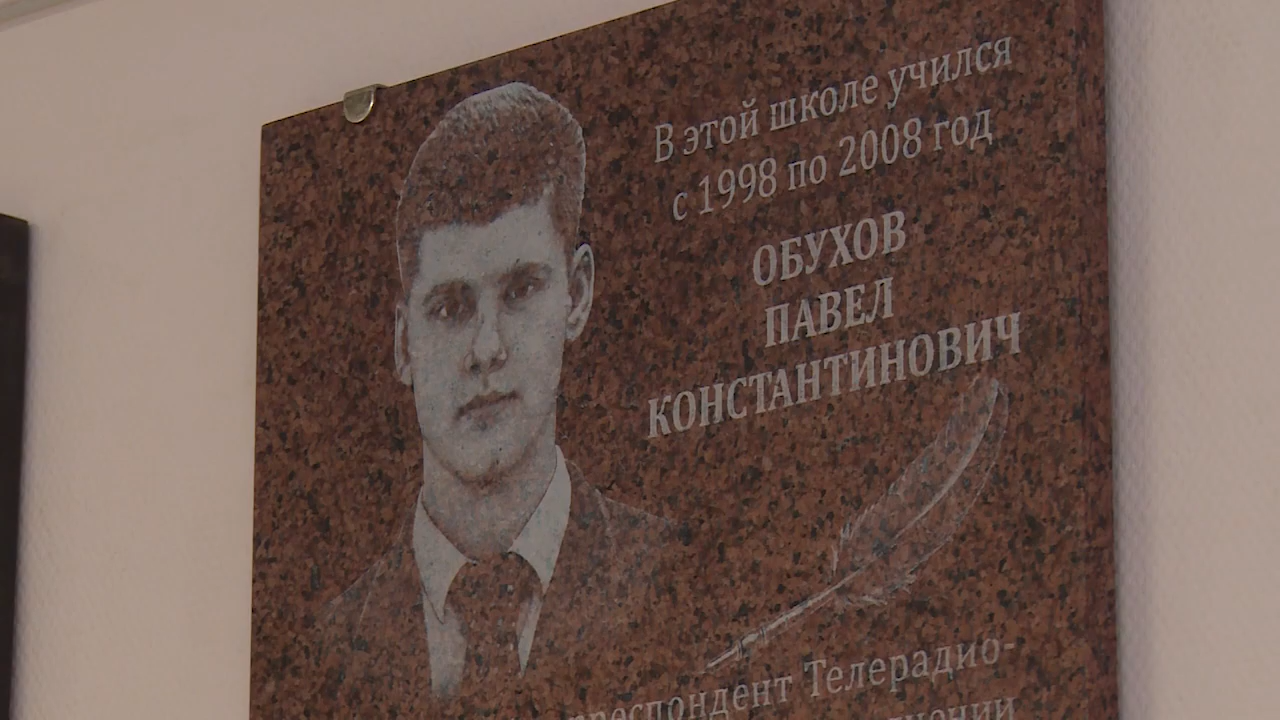 В этой школе учился
с 1998 по 2008 год
ОБУХОВ
ПАВЕЛ
КОНСТАНТИНОВИЧ
Телерадио-